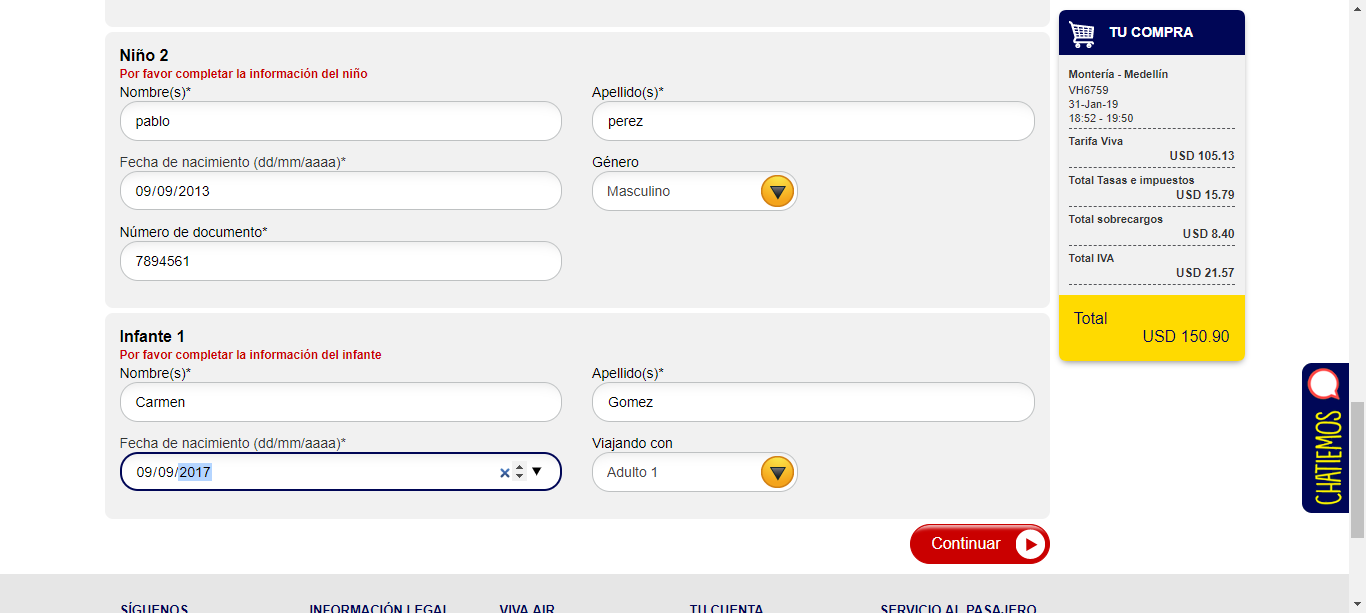 Niño 2
Por favor completar la información del niño
Nombre(s)*
Apellido(s)*
pablo
perez
Fecha de nacimiento (dd/mm/aaaa)*
Género
09/09/2013
Masculino
Número de documento*
7894561
Infante 1
Por favor completar la información del infante
Nombre(s)*
Apellido(s)*
Carmen
Gomez
Fecha de nacimiento (dd/mm/aaaa)*
Viajando con
09/09/2017
Adulto 1
Continuar
TU COMPRA
Montería - Medellín
VH6759
31-Jan-19
18:52 - 19:50
Tarifa Viva
USD 105.13
Total Tasas e impuestos
USD 15.79
Total sobrecargos
USD 8.40
Total IVA
USD 21.57
Total
USD 150.90
CHATIEMOS
SÍGUENOS
INFORMACIÓN LEGAL
VIVA AIR
TU CUENTA
SERVICIO AL PASAJERO